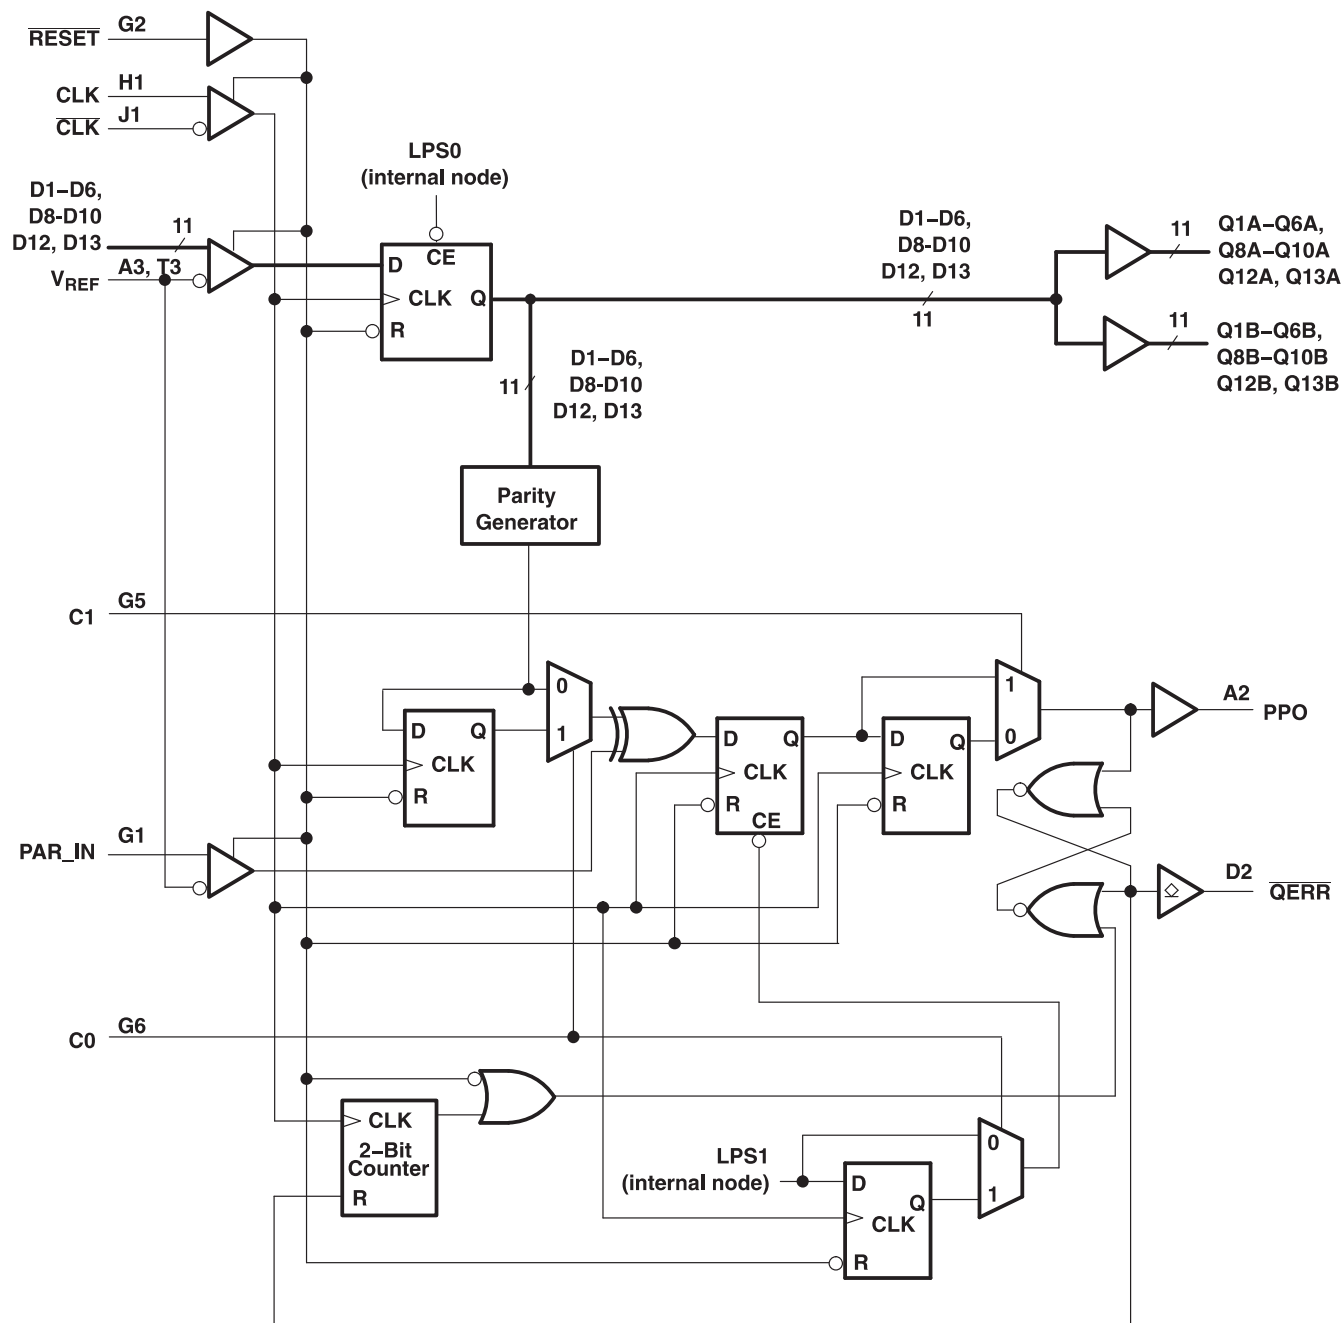 RESET G2
CLK H1
CLK J1
LPS0
(internal node)
D1–D6,
D8-D10
D12, D13
11
VREF A3, T3
D
CE
CLK
Q
R
D1–D6,
D8-D10
D12, D13
11
11
Q1A–Q6A,
Q8A–Q10A
Q12A, Q13A
11
Q1B–Q6B,
Q8B–Q10B
Q12B, Q13B
11
D1–D6,
D8-D10
D12, D13
Parity
Generator
C1 G5
0
1
D
Q
CLK
R
D
Q
CLK
R
CE
D
Q
CLK
R
1
0
A2
PPO
PAR_IN G1
D2
QERR
C0 G6
CLK
2–Bit
Counter
R
LPS1
(internal node)
D
Q
CLK
R
0
1